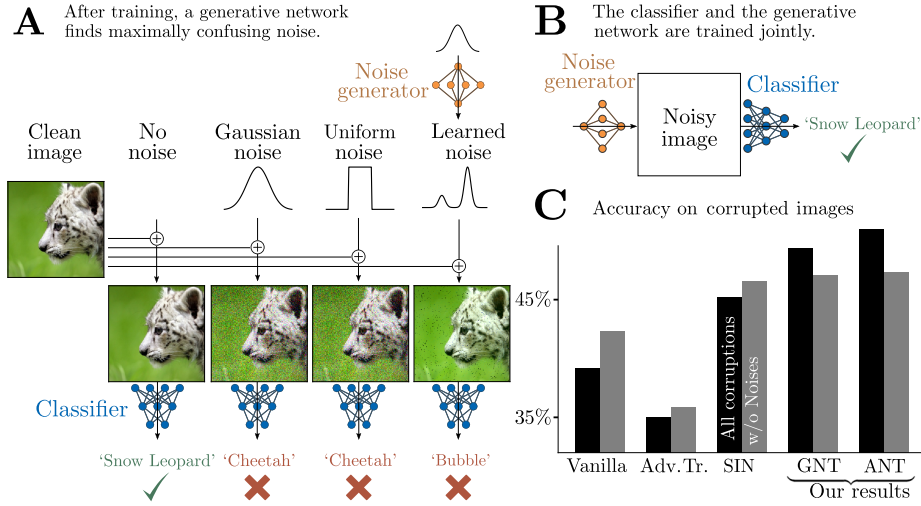 A
After training, a generative network
finds maximally confusing noise.
Noise
generator
Clean
image
No
noise
Gaussian
noise
Uniform
noise
Learned
noise
+
+
+
+
Classifier
‘Snow Leopard’
‘Cheetah’
‘Cheetah’
‘Bubble’
B
The classifier and the generative
network are trained jointly.
Noise
generator
Noisy
image
Classifier
‘Snow Leopard’
C
Accuracy on corrupted images
45%
35%
All corruptions
w/o Noises
Vanilla
Adv.Tr.
SIN
GNT
ANT
Our results